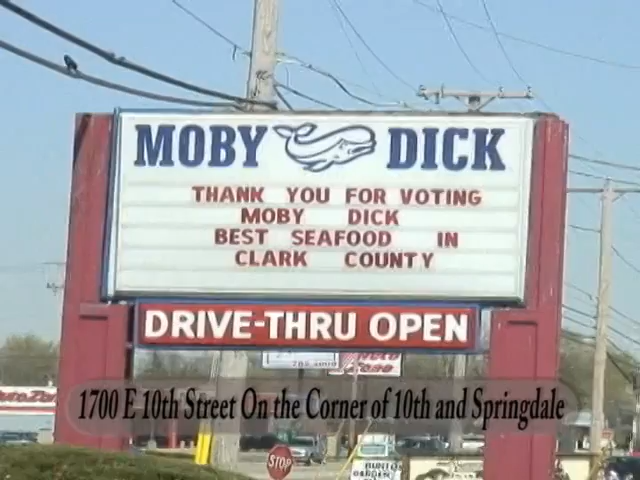 MOBY DICK
THANK YOU FOR VOTING
MOBY DICK
BEST SEAFOOD IN
CLARK COUNTY
DRIVE-THRU OPEN
1700 E 10th Street On the Corner of 10th and Springdale
STOP